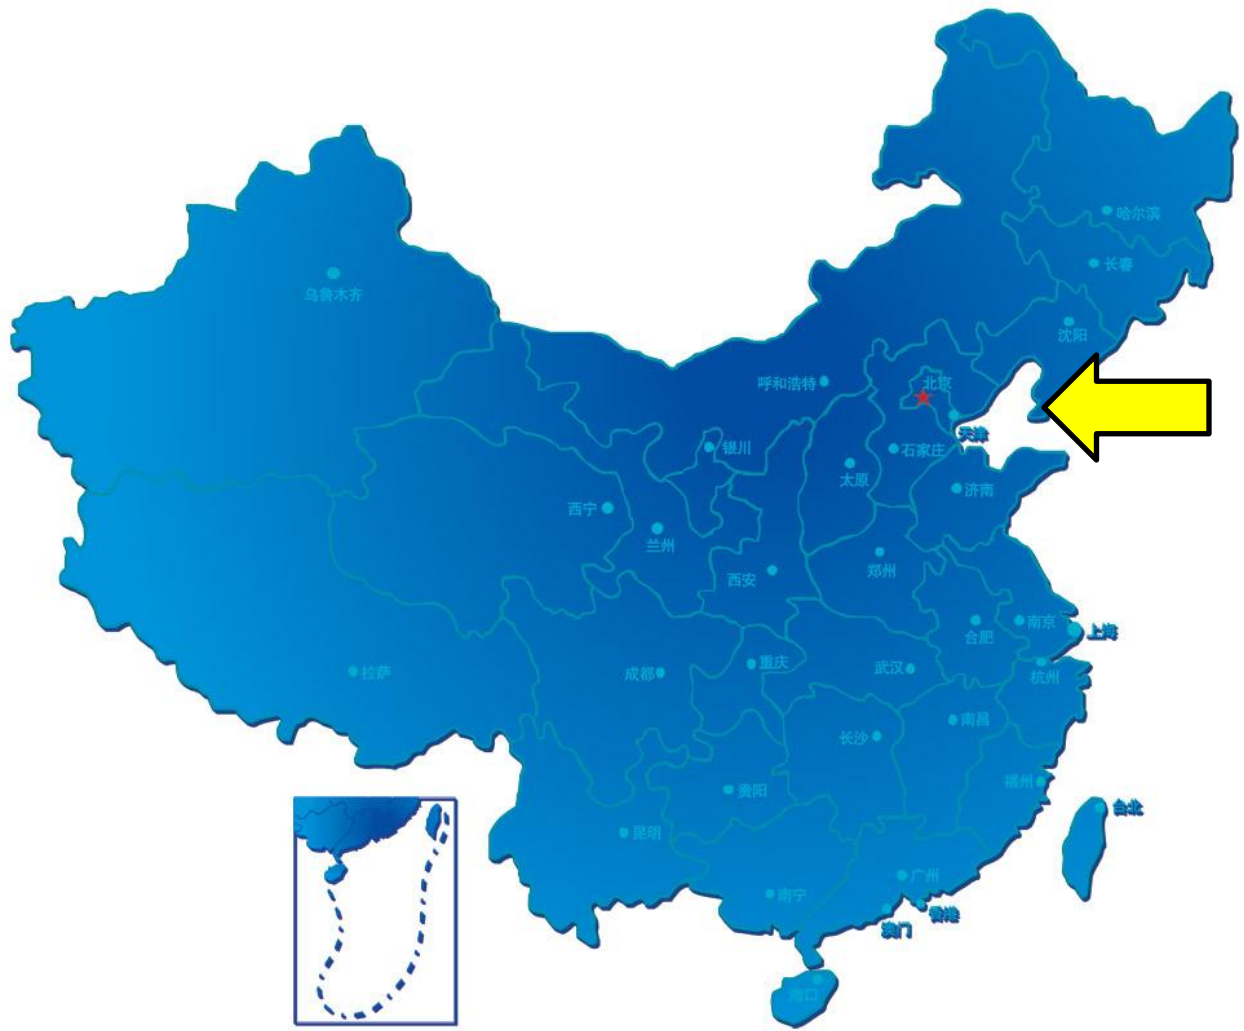 哈尔滨
长春
乌鲁木齐
沈阳
呼和浩特
北京
天津
银川
石家庄
太原
济南
西宁
兰州
郑州
西安
南京
上海
合肥
重庆
武汉
拉萨
成都
杭州
南昌
长沙
福州
贵阳
台北
昆明
广州
南宁
香港
澳门
海口